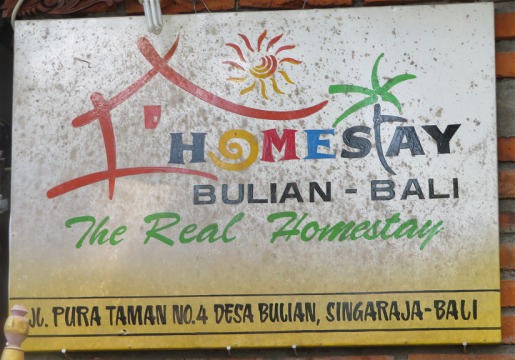 HOMESTAY
BULIAN - BALI
The Real Homestay
JL. PURA TAMAN NO.4 DESA BULIAN, SINGARAJA-BALI